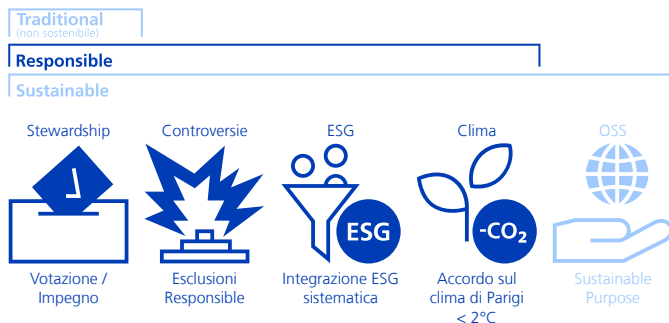 Traditional
(non sostenibile)
Responsible
Sustainable
Stewardship
Controversie
ESG
Clima
OSS
ESG
-CO₂
Votazione /
Impegno
Esclusioni
Responsible
Integrazione ESG
sistematica
Accordo sul
clima di Parigi
< 2°C
Sustainable
Purpose